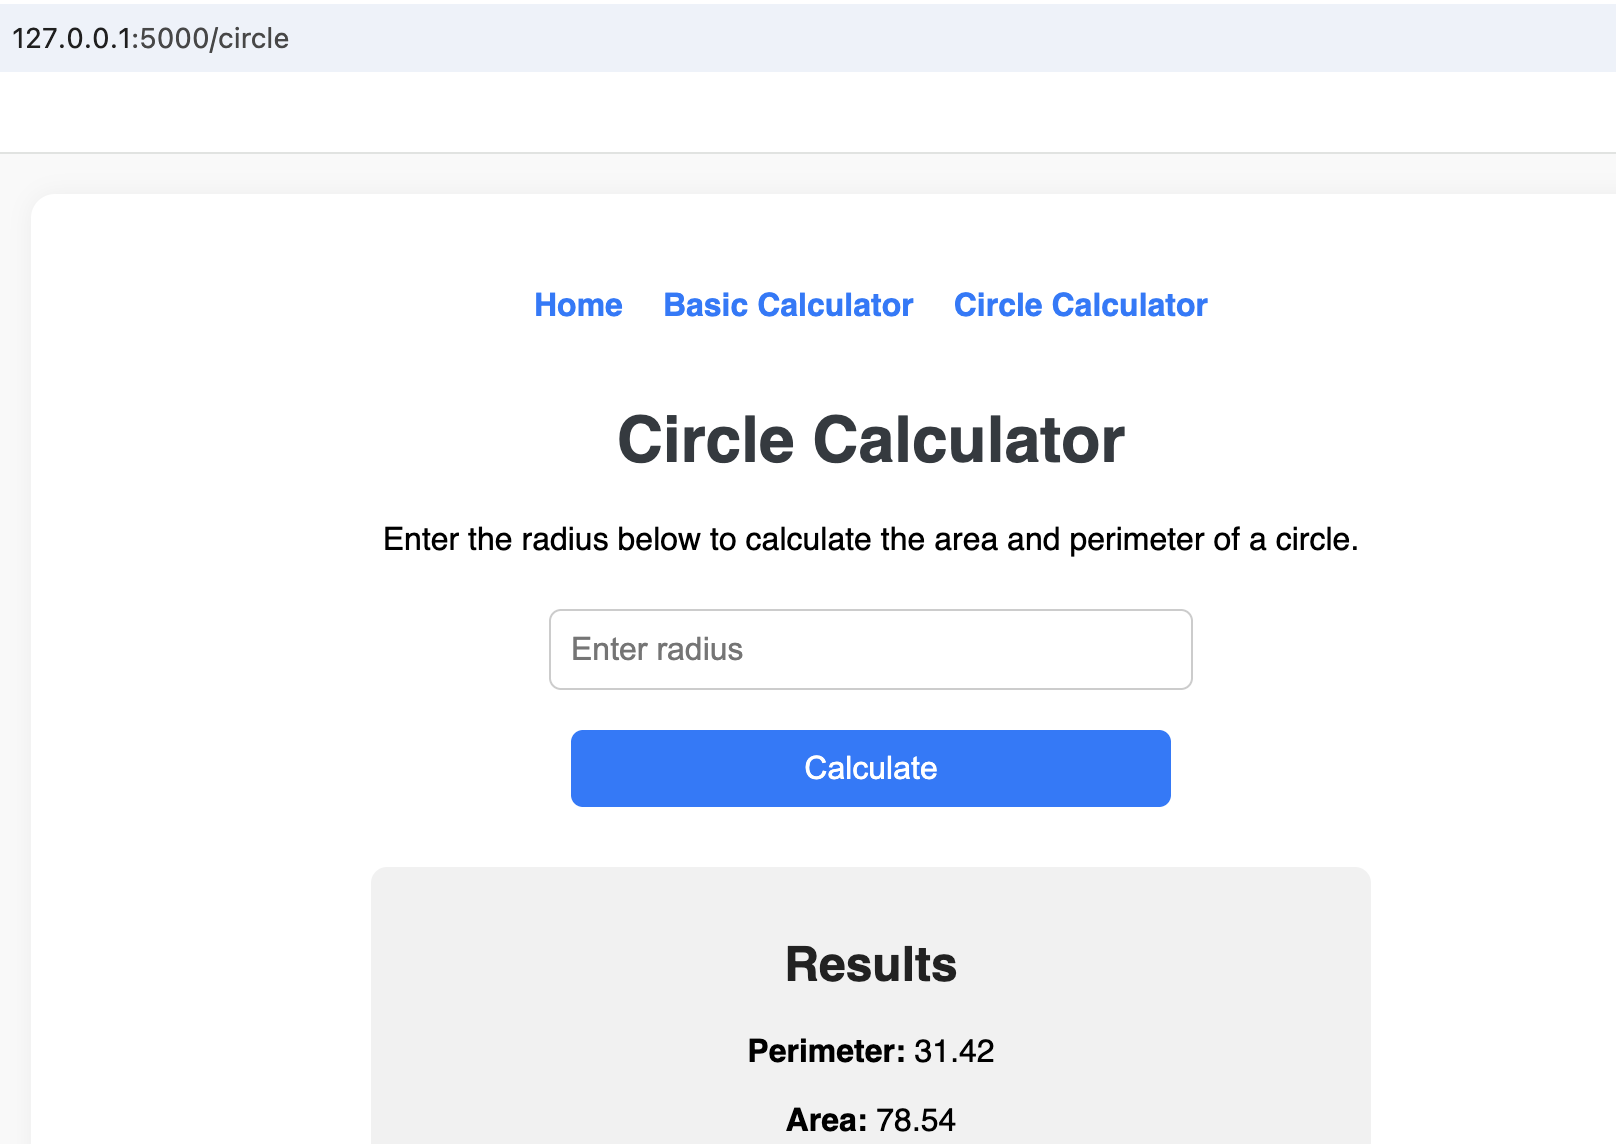 127.0.0.1:5000/circle
Home Basic Calculator Circle Calculator
Circle Calculator
Enter the radius below to calculate the area and perimeter of a circle.
Enter radius
Calculate
Results
Perimeter: 31.42
Area: 78.54